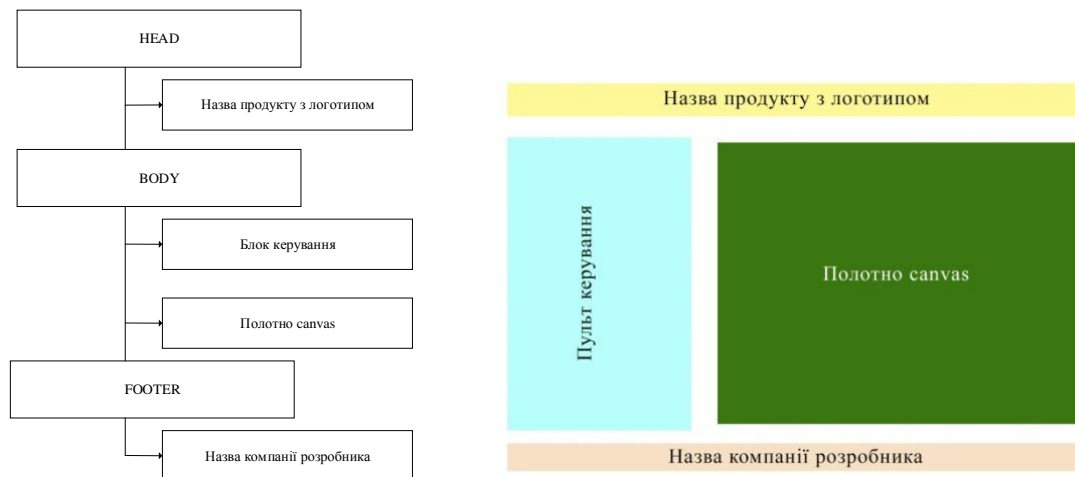 HEAD
Назва продукту з логотипом
BODY
Блок керування
Полотно canvas
FOOTER
Назва компанії розробника
Назва продукту з логотипом
Пульт керування
Полотно canvas
Назва компанії розробника